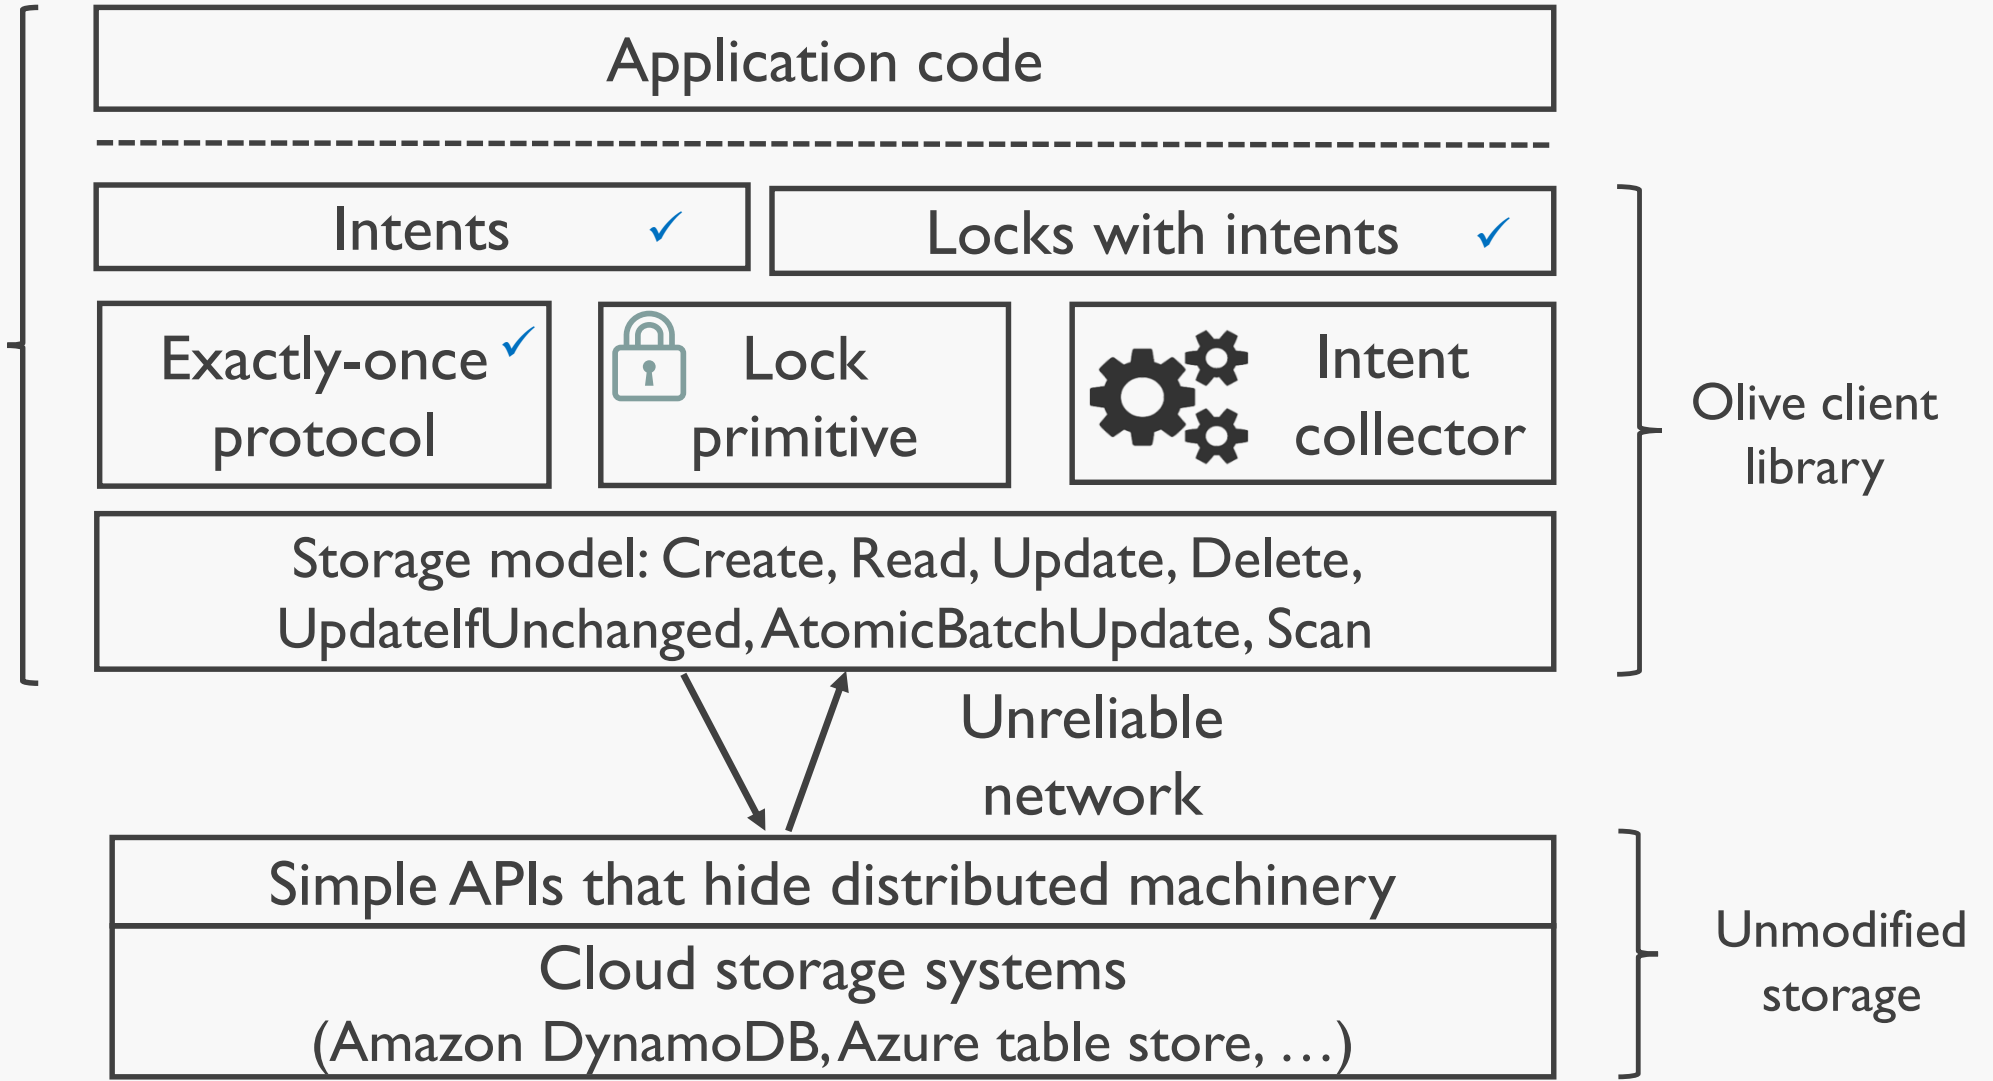 Application code
Intents
Locks with intents
Exactly-once
protocol
Lock
primitive
Intent
collector
Olive client
library
Storage model: Create, Read, Update, Delete,
UpdateIfUnchanged, AtomicBatchUpdate, Scan
Unreliable
network
Simple APIs that hide distributed machinery
Cloud storage systems
(Amazon DynamoDB, Azure table store, …)
Unmodified
storage